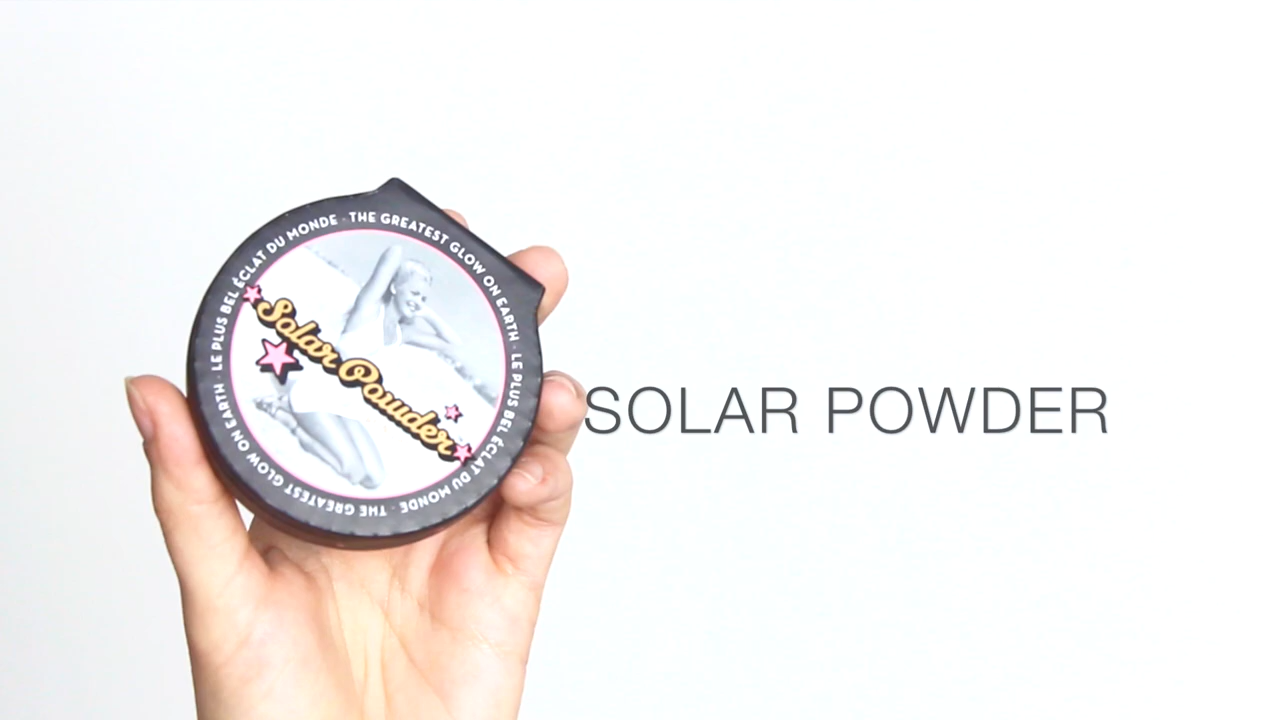 LE PLUS BEL ÉCLAT DU MONDE · THE GREATEST GLOW ON EARTH · LE PLUS BEL ÉCLAT DU MONDE · THE GREATEST GLOW ON EARTH ·
Solar Powder
SOLAR POWDER